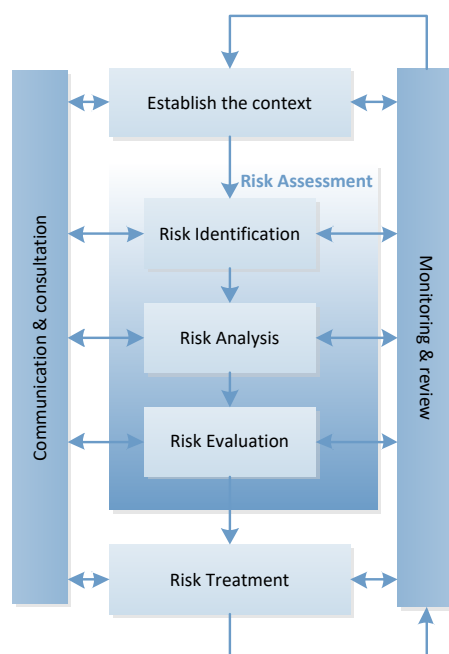 Establish the context
Risk Assessment
Risk Identification
Risk Analysis
Risk Evaluation
Risk Treatment
Communication & consultation
Monitoring & review